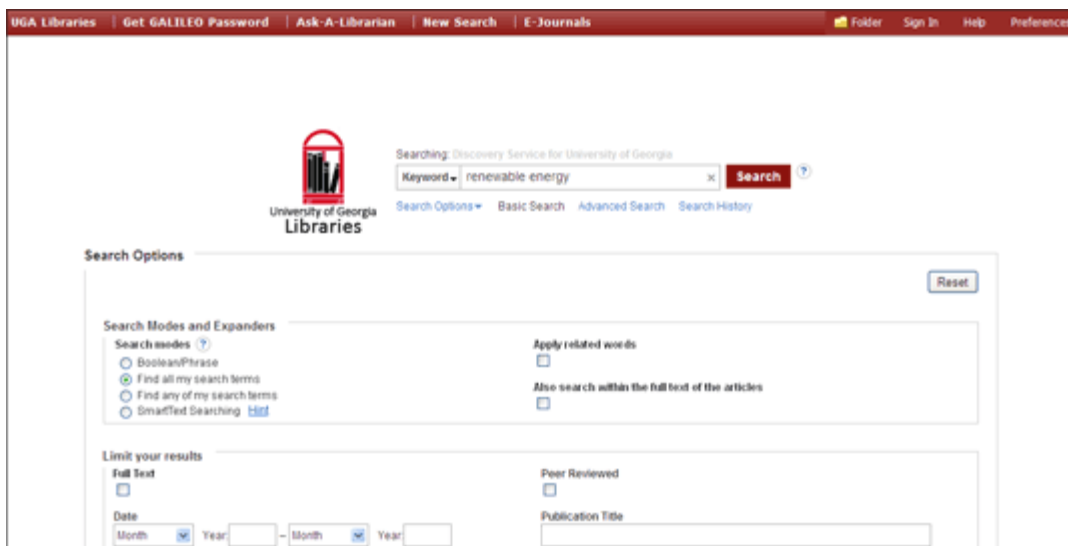 UGA Libraries | Get GALILEO Password | Ask-A-Librarian | New Search | E-Journals Folder Sign In Help Preferences
Searching: Discovery Service for University of Georgia
Keyword renewable energy × Search ?
Search Options Basic Search Advanced Search Search History
University of Georgia
Libraries
Search Options
Reset
Search Modes and Expanders
Search modes ? Apply related words
Boolean/Phrase
Find all my search terms
Also search within the full text of the articles
Find any of my search terms
SmartText Searching Hint
Limit your results
Full Text Peer Reviewed
Date Publication Title
Month Year: – Month Year: